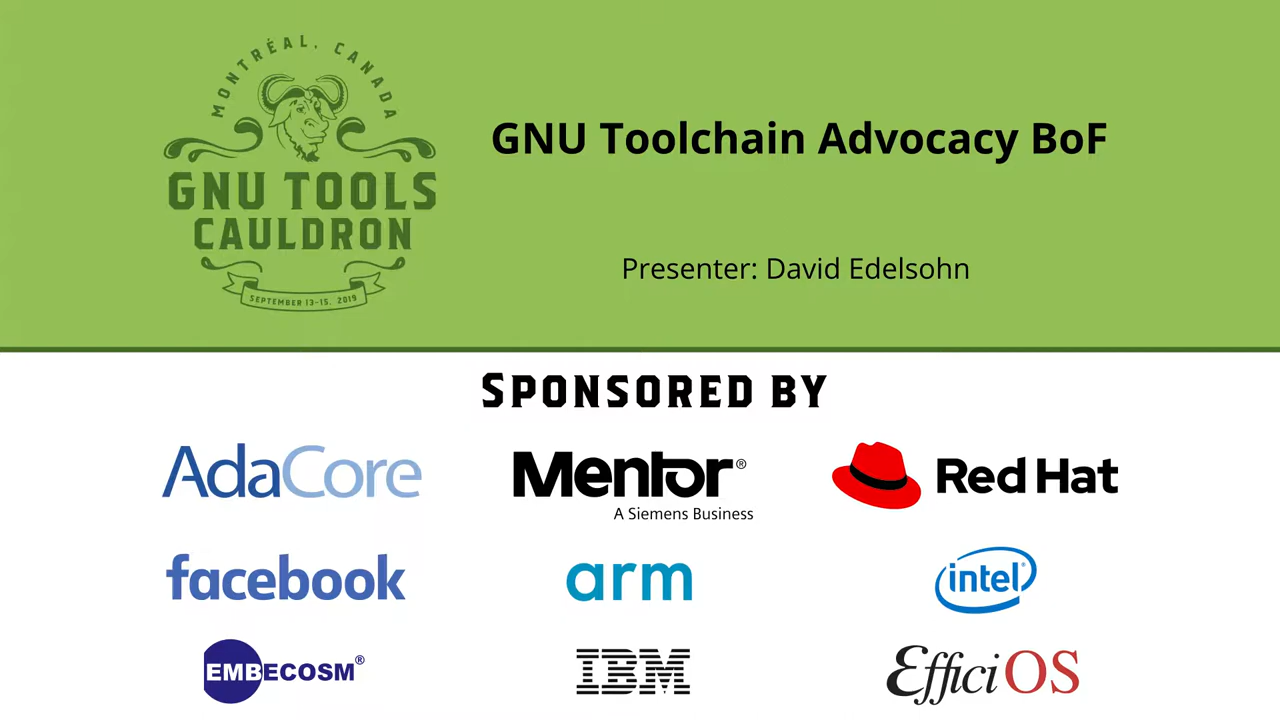 MONTRÉAL, CANADA
GNU TOOLS
CAULDRON
SEPTEMBER 13-15, 2019
GNU Toolchain Advocacy BoF
Presenter: David Edelsohn
SPONSORED BY
AdaCore
Mentor®
A Siemens Business
Red Hat
facebook
arm
intel®
EMBECOSM®
IBM
EfficiOS